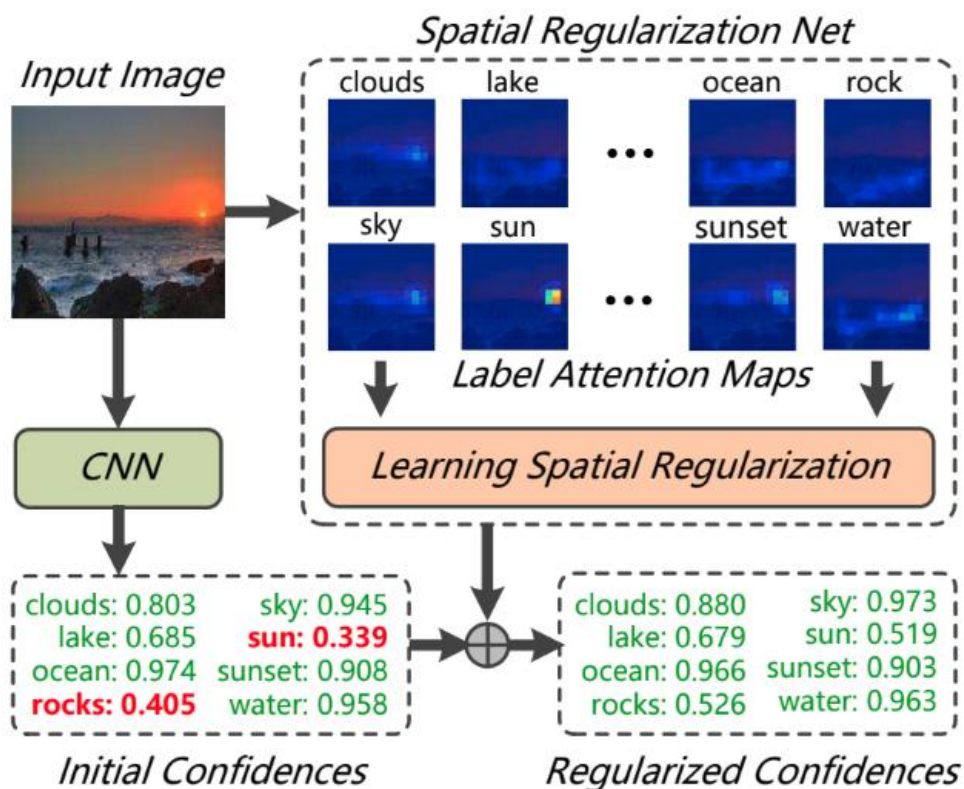 Spatial Regularization Net
Input Image
clouds lake ocean rock
sky sun sunset water
Label Attention Maps
CNN
Learning Spatial Regularization
clouds: 0.803 sky: 0.945
lake: 0.685 sun: 0.339
ocean: 0.974 sunset: 0.908
rocks: 0.405 water: 0.958
clouds: 0.880 sky: 0.973
lake: 0.679 sun: 0.519
ocean: 0.966 sunset: 0.903
rocks: 0.526 water: 0.963
Initial Confidences
Regularized Confidences